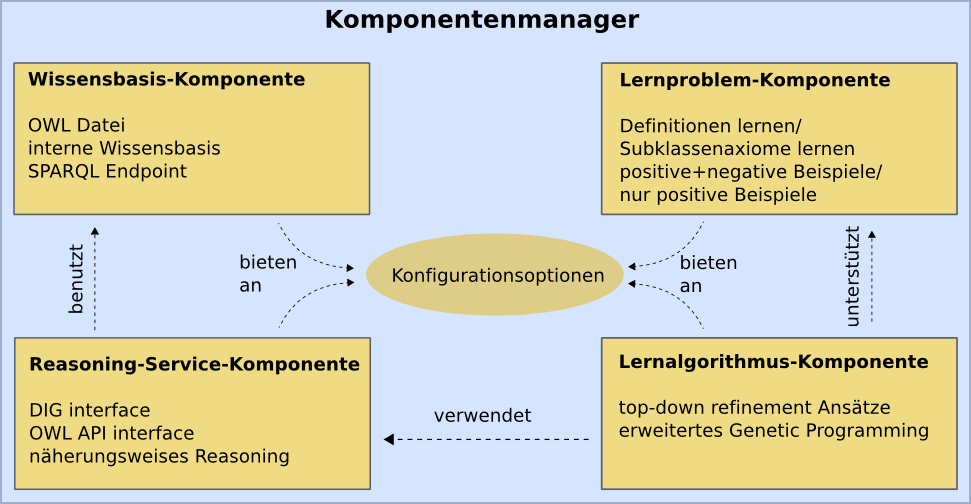 Komponentenmanager
Wissensbasis-Komponente
OWL Datei
interne Wissensbasis
SPARQL Endpoint
Lernproblem-Komponente
Definitionen lernen/
Subklassenaxiome lernen
positive+negative Beispiele/
nur positive Beispiele
benutzt
bieten
an
Konfigurationsoptionen
bieten
an
unterstützt
Reasoning-Service-Komponente
DIG interface
OWL API interface
näherungsweises Reasoning
verwendet
Lernalgorithmus-Komponente
top-down refinement Ansätze
erweitertes Genetic Programming